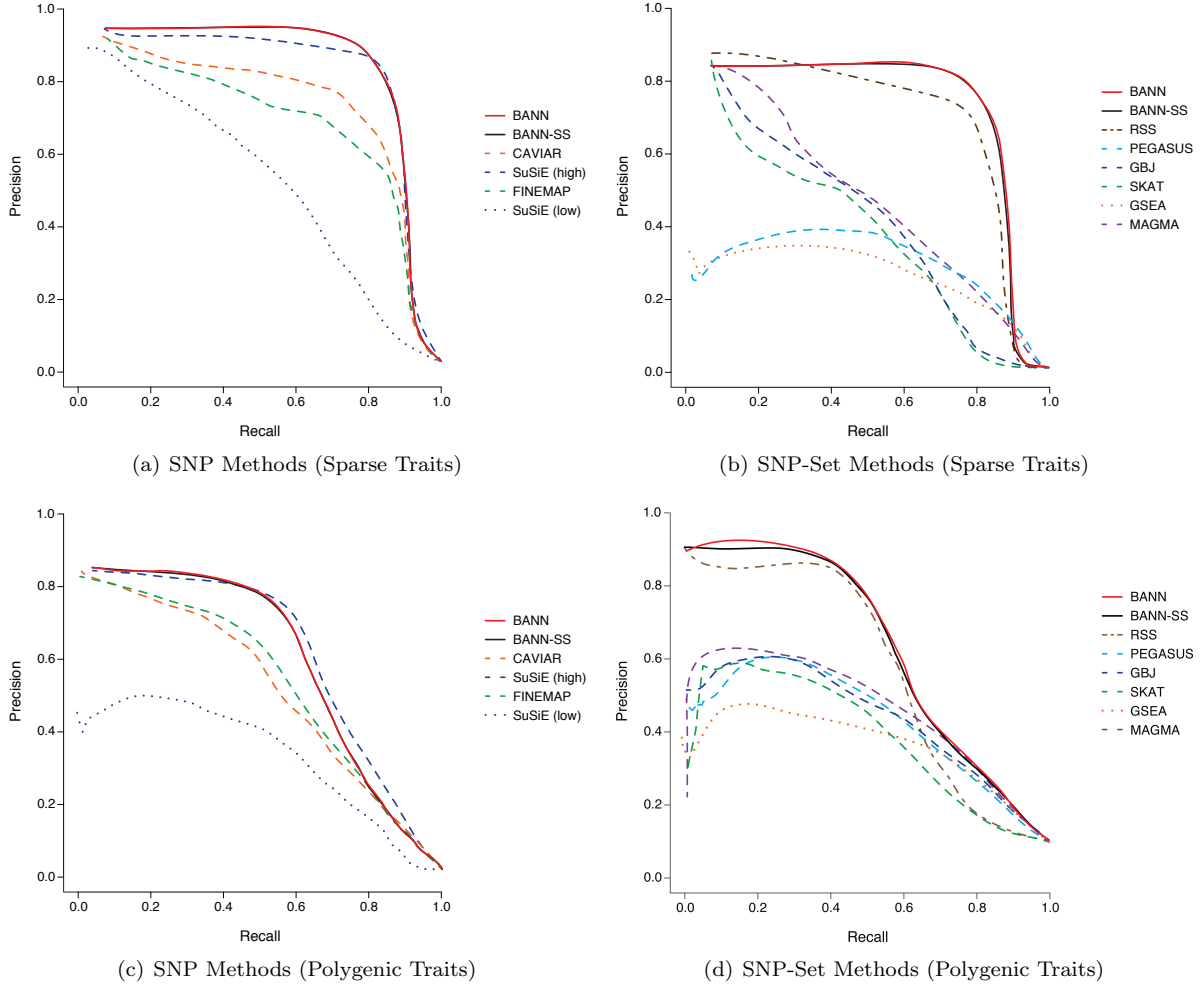 1.0
0.8
0.6
0.4
0.2
0.0
Precision
0.0 0.2 0.4 0.6 0.8 1.0
Recall
BANN
BANN-SS
CAVIAR
SuSiE (high)
FINEMAP
SuSiE (low)
(a) SNP Methods (Sparse Traits)
1.0
0.8
0.6
0.4
0.2
0.0
Precision
0.0 0.2 0.4 0.6 0.8 1.0
Recall
BANN
BANN-SS
RSS
PEGASUS
GBJ
SKAT
GSEA
MAGMA
(b) SNP-Set Methods (Sparse Traits)
1.0
0.8
0.6
0.4
0.2
0.0
Precision
0.0 0.2 0.4 0.6 0.8 1.0
Recall
BANN
BANN-SS
CAVIAR
SuSiE (high)
FINEMAP
SuSiE (low)
(c) SNP Methods (Polygenic Traits)
1.0
0.8
0.6
0.4
0.2
0.0
Precision
0.0 0.2 0.4 0.6 0.8 1.0
Recall
BANN
BANN-SS
RSS
PEGASUS
GBJ
SKAT
GSEA
MAGMA
(d) SNP-Set Methods (Polygenic Traits)